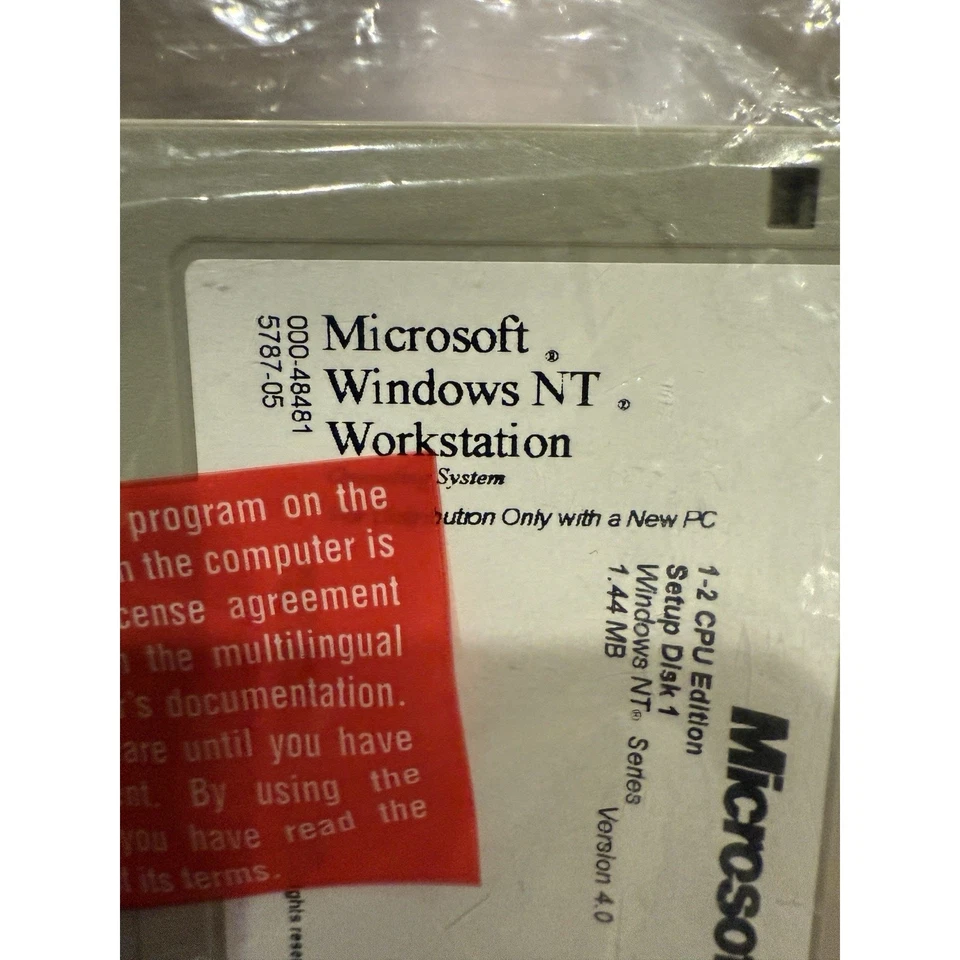 Microsoft ®
Windows NT ®
Workstation
System
Only with a New PC
000-48481
5787-05
program on the
the computer is
agreement
the multilingual
's documentation.
until you have
By using the
you have read the
its terms.
1-2 CPU Edition
Setup Disk 1
Windows NT® Series
1.44 MB
Version 4.0
Microso